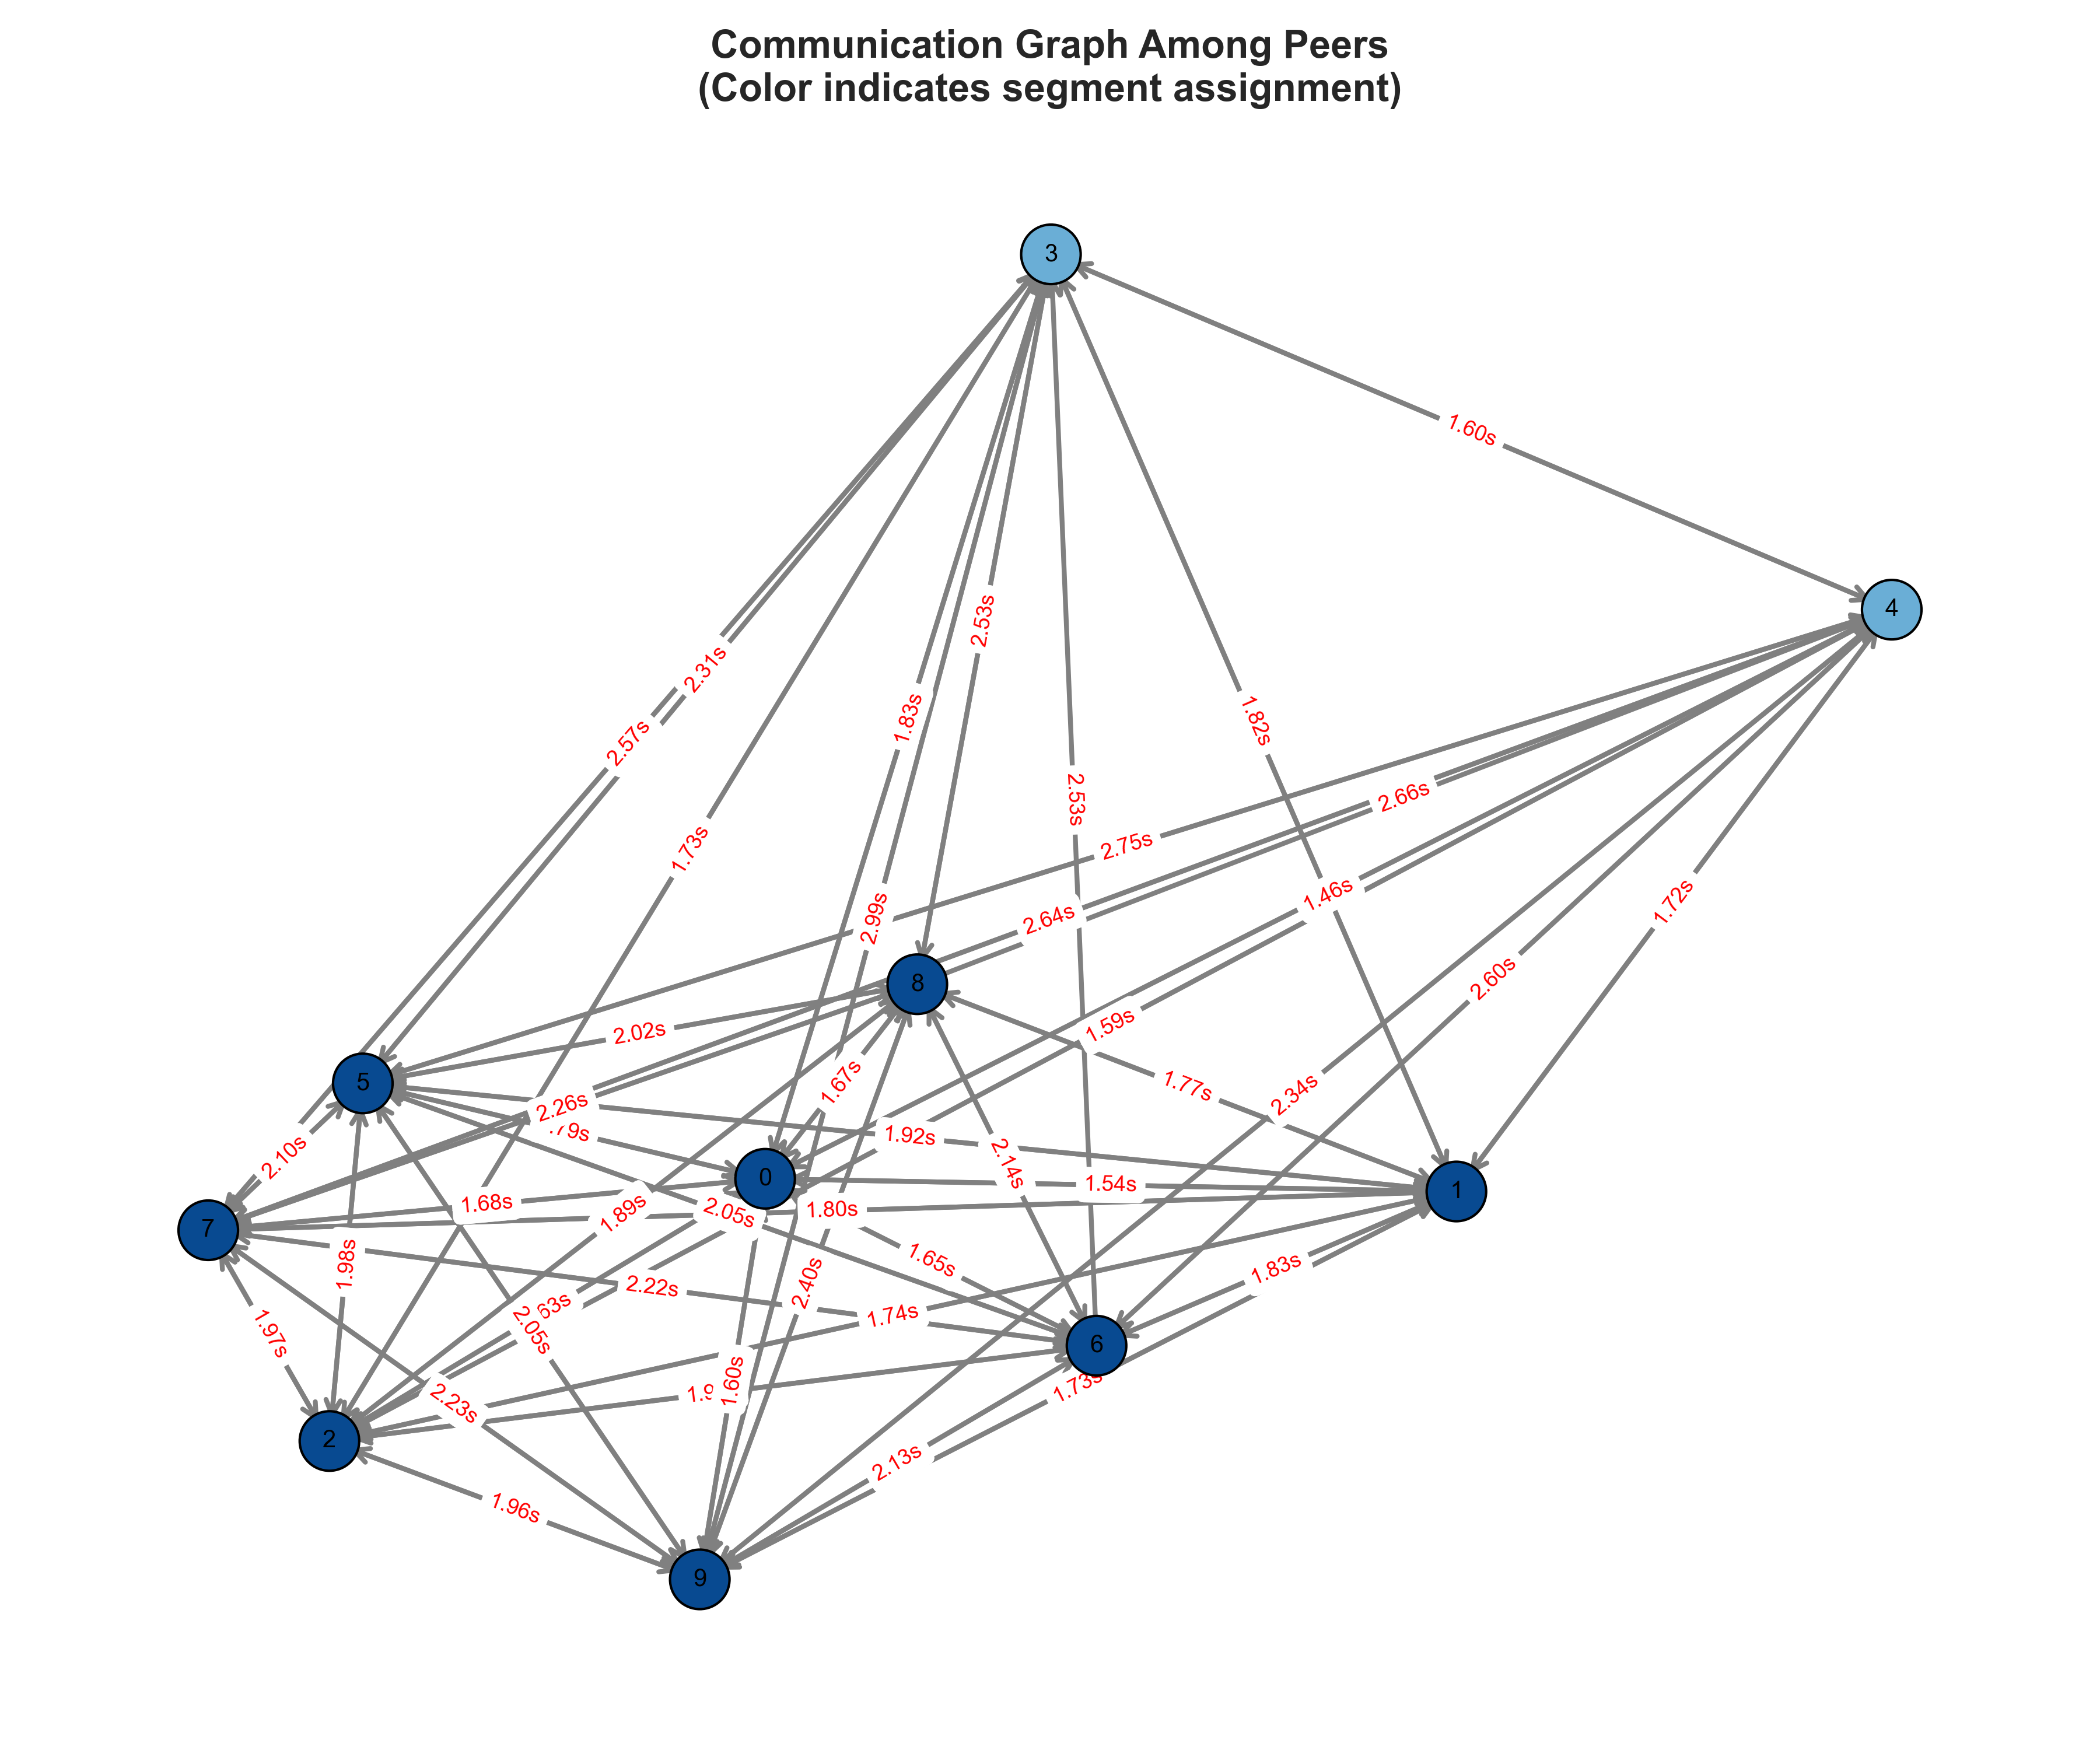 Communication Graph Among Peers
(Color indicates segment assignment)
3
1.60s
4
2.53s
2.31s
1.83s
1.82s
2.57s
2.66s
2.53s
2.75s
1.73s
1.46s
1.72s
2.99s
2.64s
2.60s
8
1.59s
2.02s
5
1.67s
1.77s
2.34s
2.26s
1.92s
2.10s
2.14s
0
1.54s
1
1.68s
1.80s
2.05s
1.89s
7
1.98s
1.65s
1.83s
2.22s
2.40s
1.74s
2.05s
1.97s
6
1.60s
1.73s
2.23s
2
2.13s
1.96s
9